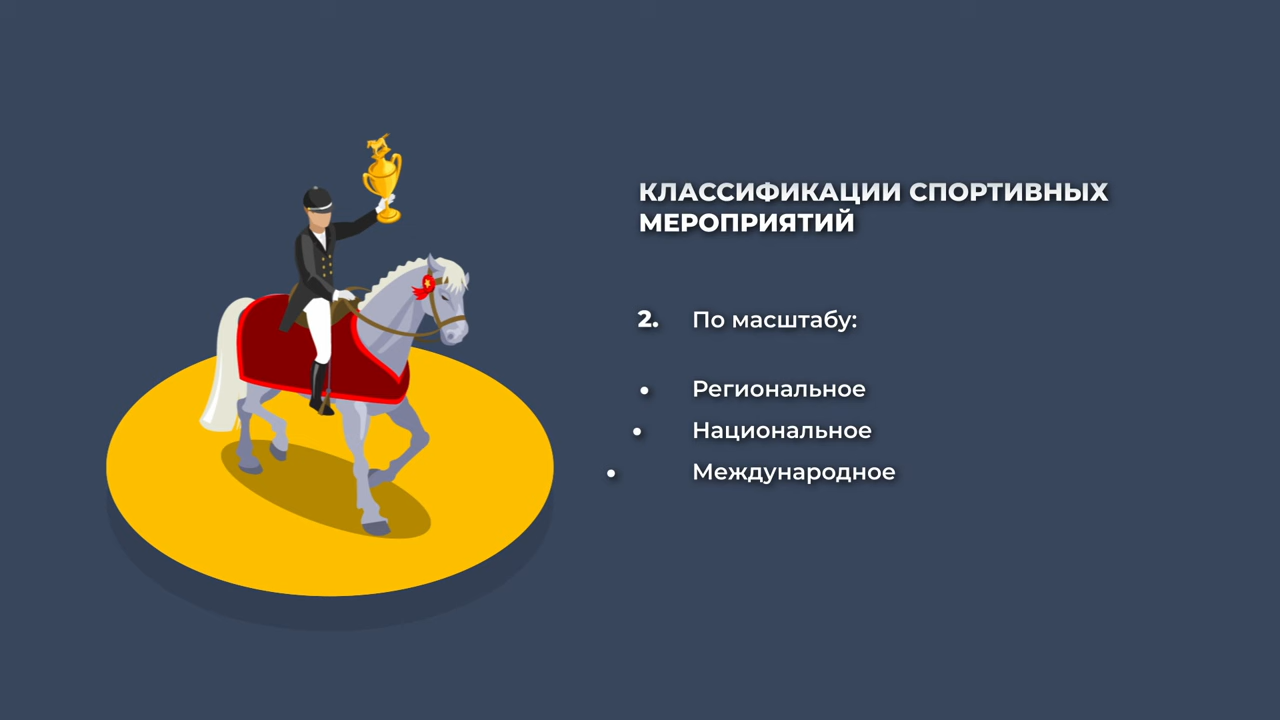 КЛАССИФИКАЦИИ СПОРТИВНЫХ
МЕРОПРИЯТИЙ
2. По масштабу:
• Региональное
• Национальное
• Международное